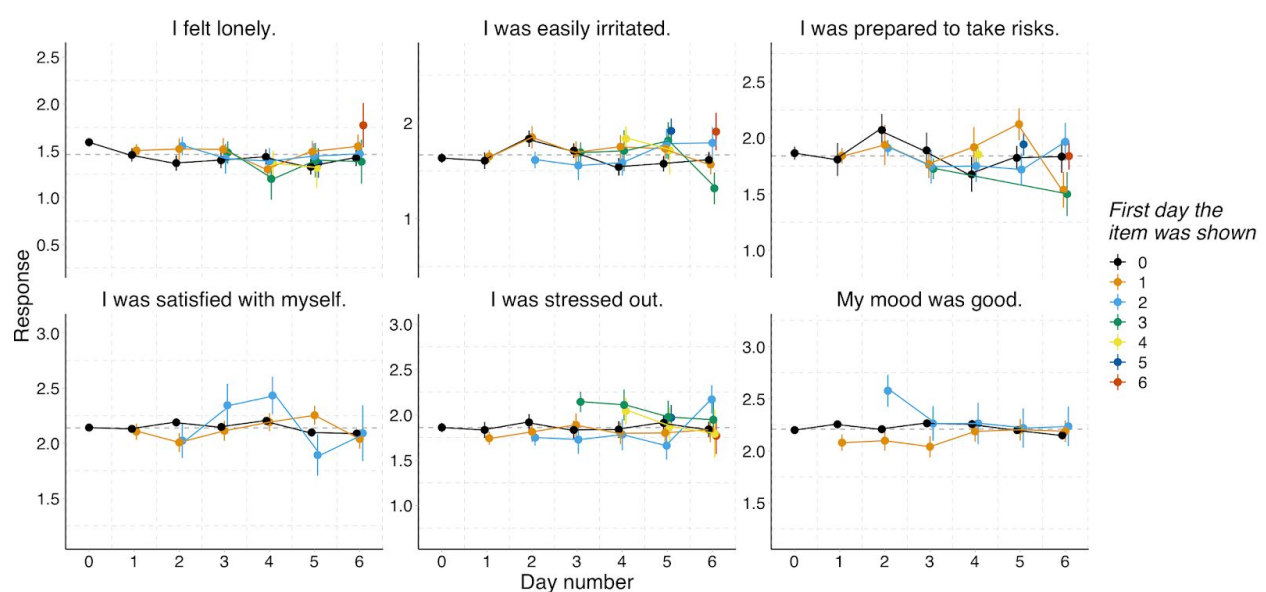 I felt lonely.
I was easily irritated.
I was prepared to take risks.
2.5
2.0
1.5
1.0
0.5
2
1
2.5
2.0
1.5
1.0
Response
I was satisfied with myself.
I was stressed out.
My mood was good.
3.0
2.5
2.0
1.5
3.0
2.5
2.0
1.5
1.0
3.0
2.5
2.0
1.5
0 1 2 3 4 5 6
0 1 2 3 4 5 6
0 1 2 3 4 5 6
Day number
First day the
item was shown
0
1
2
3
4
5
6